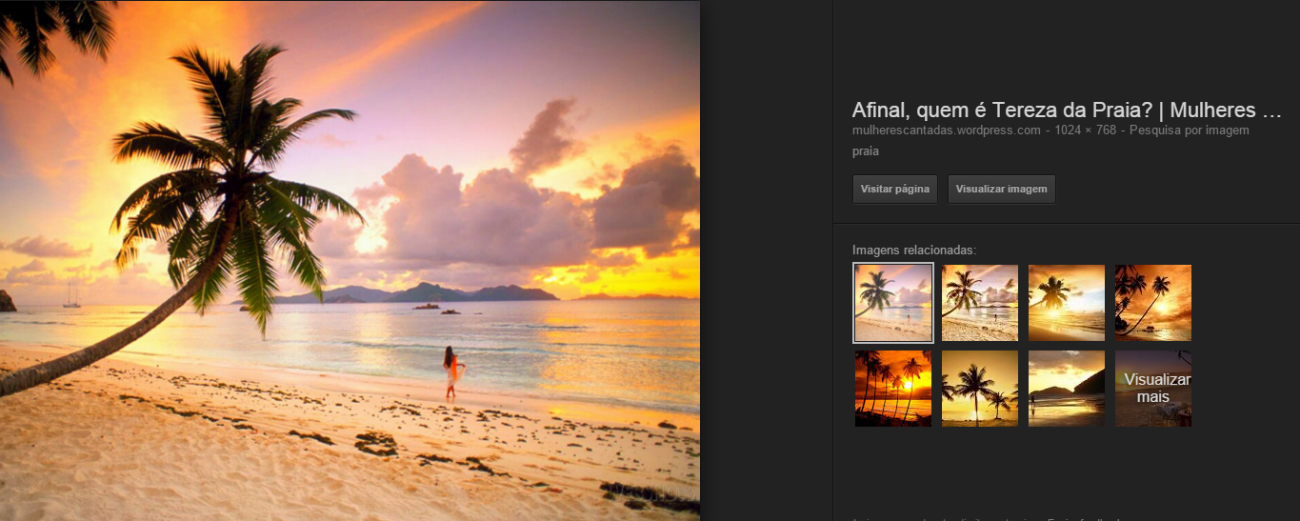 Afinal, quem é Tereza da Praia? | Mulheres ...
mulherescantadas.wordpress.com - 1024 × 768 - Pesquisa por imagem
praia
Visitar página
Visualizar imagem
Imagens relacionadas:
Visualizar
mais